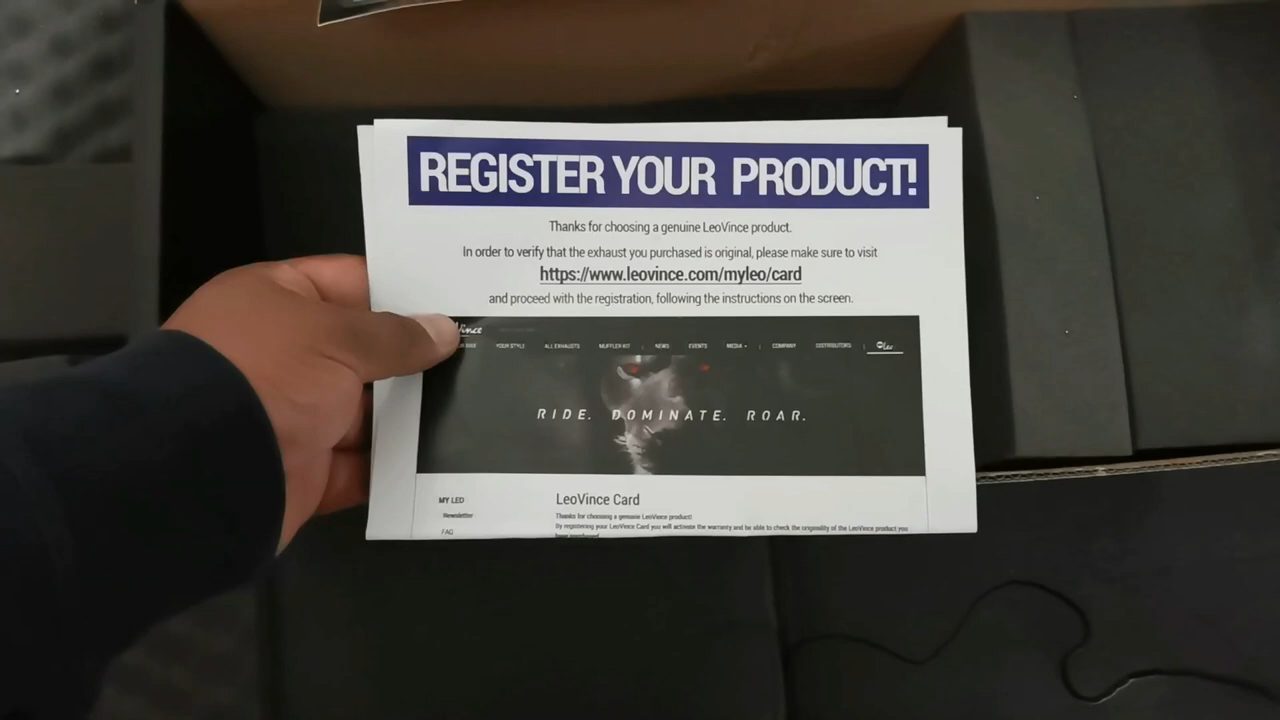 REGISTER YOUR PRODUCT!
Thanks for choosing a genuine LeoVince product.
In order to verify that the exhaust you purchased is original, please make sure to visit
https://www.leovince.com/myleo/card
and proceed with the registration, following the instructions on the screen.
Vince
YOUR STYLE ALL EXHAUSTS MUFFLER KIT NEWS EVENTS MEDIA COMPANY DISTRIBUTORS
RIDE. DOMINATE. ROAR.
MY LEO
LeoVince Card
Newsletter
Thanks for choosing a genuine LeoVince product!
By registering your LeoVince Card you will activate the warranty and be able to check the originality of the LeoVince product you
FAQ
been purchased